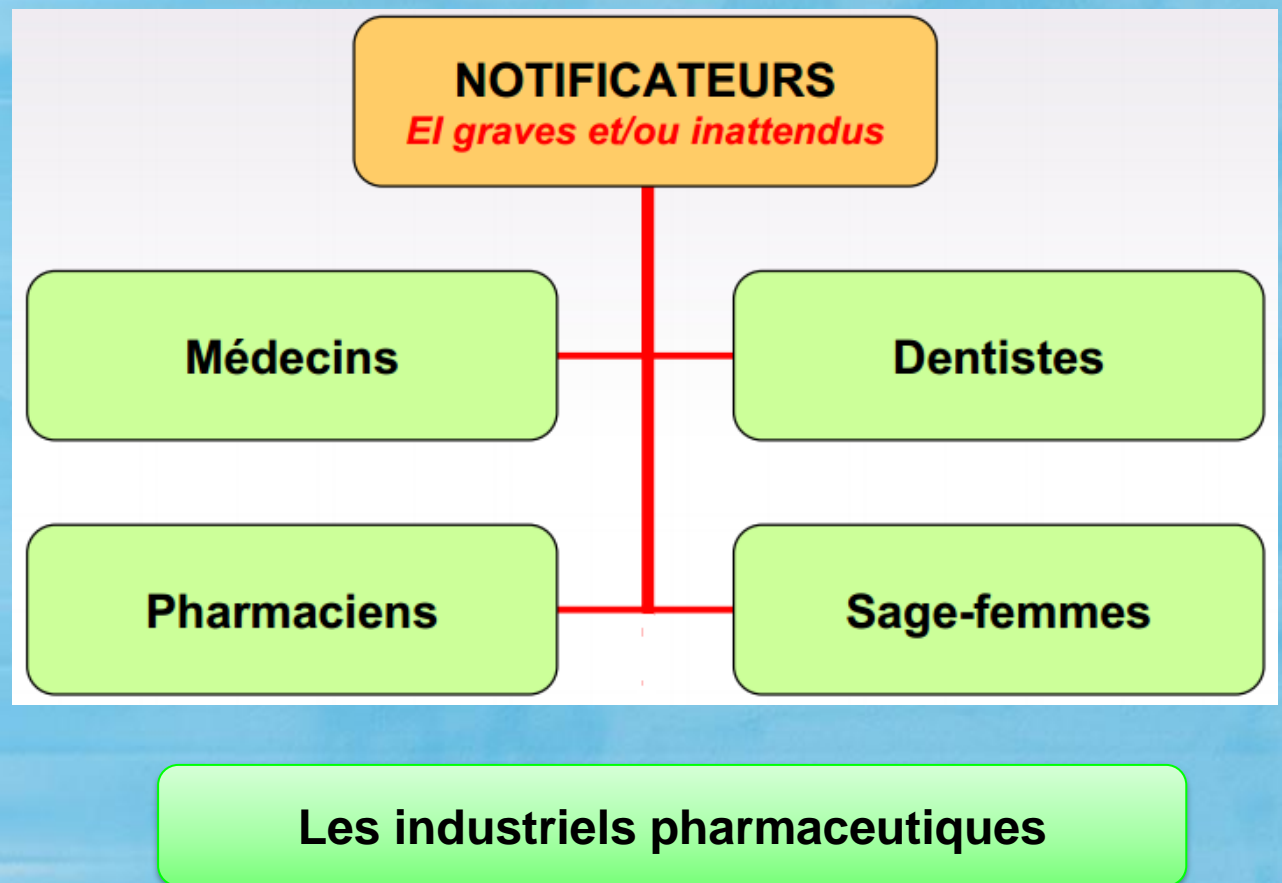 NOTIFICATEURS
EI graves et/ou inattendus
Médecins
Dentistes
Pharmaciens
Sage-femmes
Les industriels pharmaceutiques